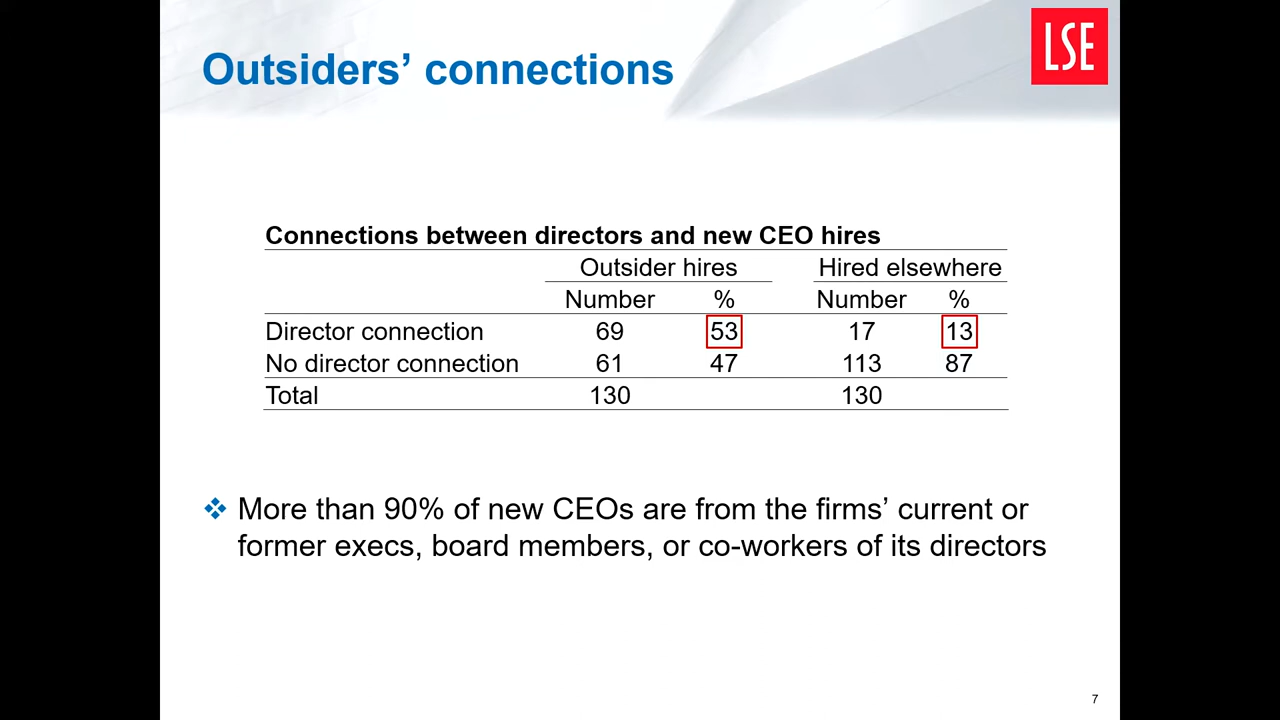 Outsiders’ connections
LSE
Connections between directors and new CEO hires
Outsider hires Hired elsewhere
Number % Number %
Director connection 69 53 17 13
No director connection 61 47 113 87
Total 130 130
More than 90% of new CEOs are from the firms’ current or
former execs, board members, or co-workers of its directors
7